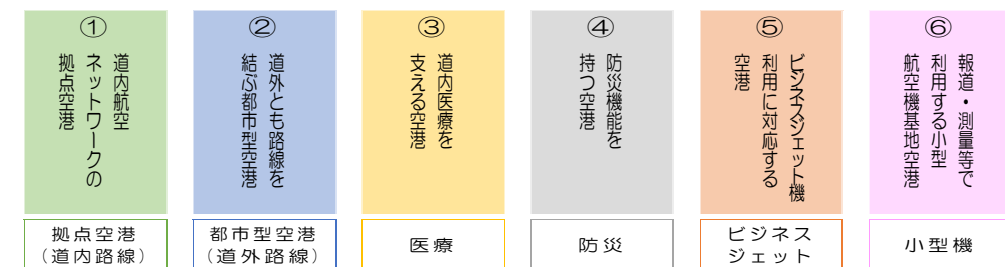 ①
道内航空
ネットワークの
拠点空港
②
道外とも路線を
結ぶ都市型空港
③
道内医療を
支える空港
④
防災機能を
持つ空港
⑤
ビジネスジェット機
利用に対応する
空港
⑥
報道・測量等で
利用する小型
航空機基地空港
拠点空港
（道内路線）
都市型空港
（道外路線）
医療
防災
ビジネス
ジェット
小型機